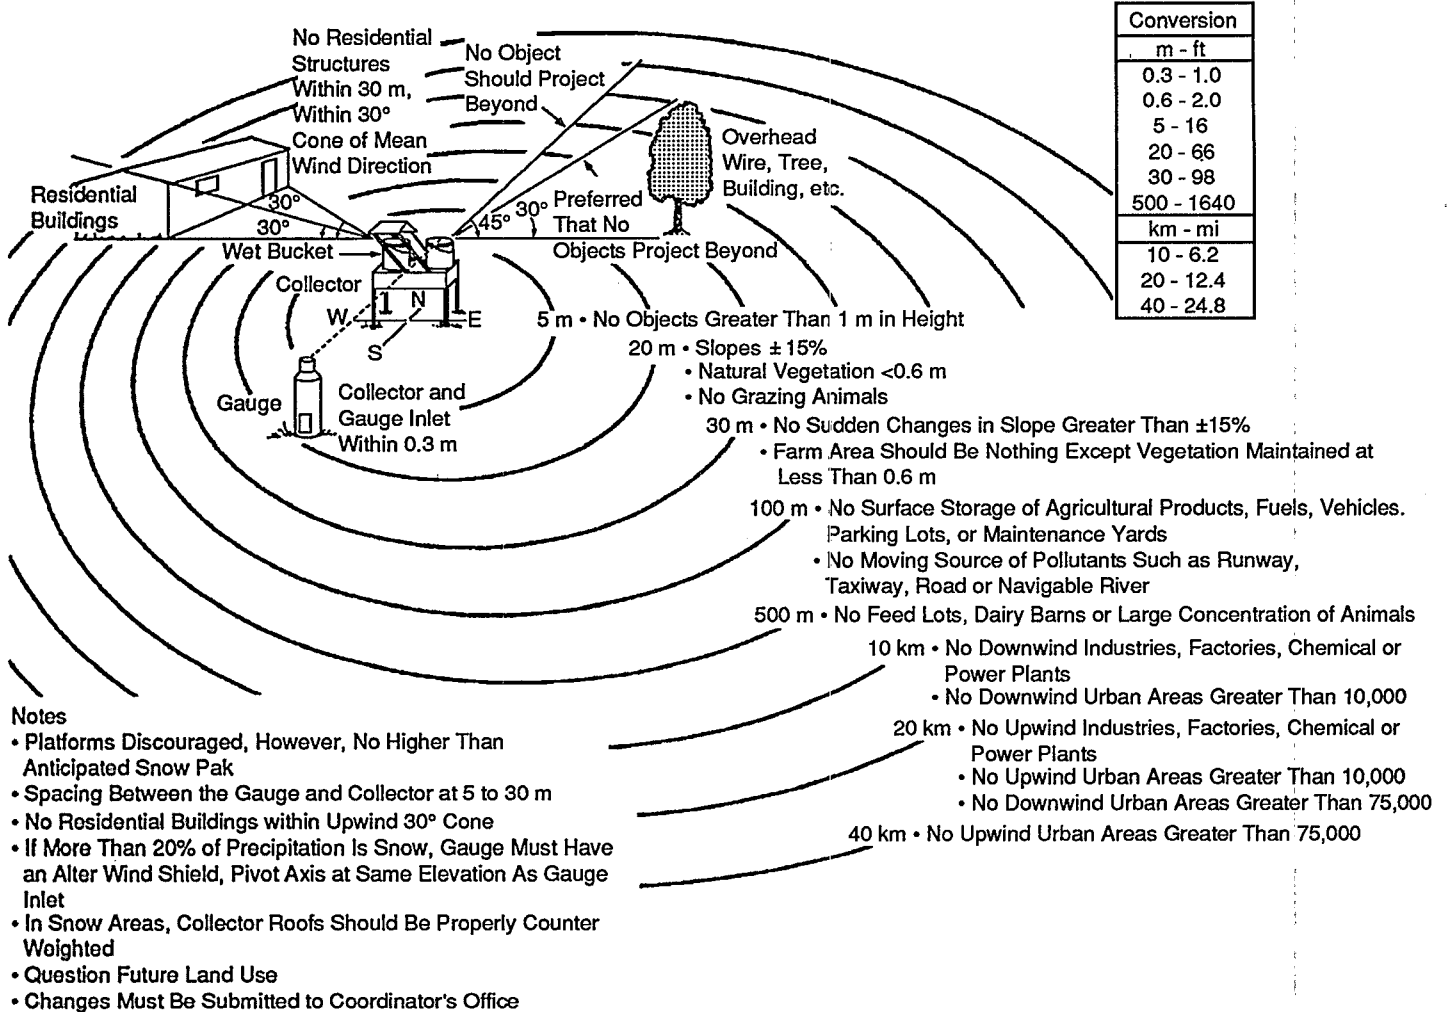 No Residential
Structures
Within 30 m,
Within 30°
Cone of Mean
Wind Direction
No Object
Should Project
Beyond
Overhead
Wire, Tree,
Building, etc.
Preferred
That No
Objects Project Beyond
45°
30°
Residential
Buildings
30°
30°
Wet Bucket
Collector
N
W
E
S
Gauge
Collector and
Gauge Inlet
Within 0.3 m
Conversion
m - ft
0.3 - 1.0
0.6 - 2.0
5 - 16
20 - 66
30 - 98
500 - 1640
km - mi
10 - 6.2
20 - 12.4
40 - 24.8
5 m • No Objects Greater Than 1 m in Height
20 m • Slopes ± 15%
• Natural Vegetation <0.6 m
• No Grazing Animals
30 m • No Sudden Changes in Slope Greater Than ±15%
• Farm Area Should Be Nothing Except Vegetation Maintained at
Less Than 0.6 m
100 m • No Surface Storage of Agricultural Products, Fuels, Vehicles.
Parking Lots, or Maintenance Yards
• No Moving Source of Pollutants Such as Runway,
Taxiway, Road or Navigable River
500 m • No Feed Lots, Dairy Barns or Large Concentration of Animals
10 km • No Downwind Industries, Factories, Chemical or
Power Plants
• No Downwind Urban Areas Greater Than 10,000
20 km • No Upwind Industries, Factories, Chemical or
Power Plants
• No Upwind Urban Areas Greater Than 10,000
• No Downwind Urban Areas Greater Than 75,000
40 km • No Upwind Urban Areas Greater Than 75,000
Notes
• Platforms Discouraged, However, No Higher Than
Anticipated Snow Pak
• Spacing Between the Gauge and Collector at 5 to 30 m
• No Residential Buildings within Upwind 30° Cone
• If More Than 20% of Precipitation Is Snow, Gauge Must Have
an Alter Wind Shield, Pivot Axis at Same Elevation As Gauge
Inlet
• In Snow Areas, Collector Roofs Should Be Properly Counter
Weighted
• Question Future Land Use
• Changes Must Be Submitted to Coordinator's Office